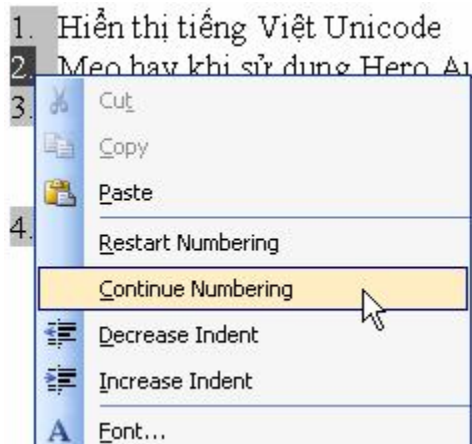 1. Hiển thị tiếng Việt Unicode
2. Mẹo hay khi sử dụng Hero
3.
Cut
Copy
Paste
4.
Restart Numbering
Continue Numbering
Decrease Indent
Increase Indent
Font...